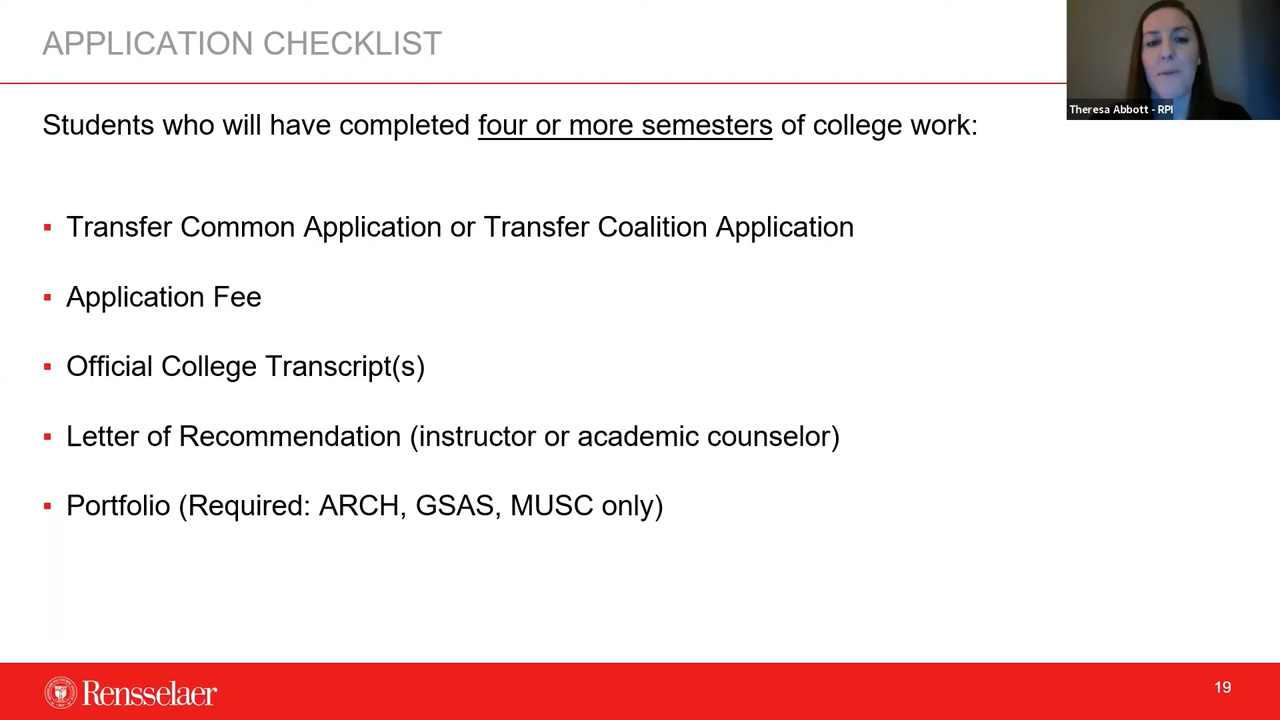 APPLICATION CHECKLIST
Theresa Abbott - RPI
Students who will have completed four or more semesters of college work:
▪ Transfer Common Application or Transfer Coalition Application
▪ Application Fee
▪ Official College Transcript(s)
▪ Letter of Recommendation (instructor or academic counselor)
▪ Portfolio (Required: ARCH, GSAS, MUSC only)
Rensselaer
19